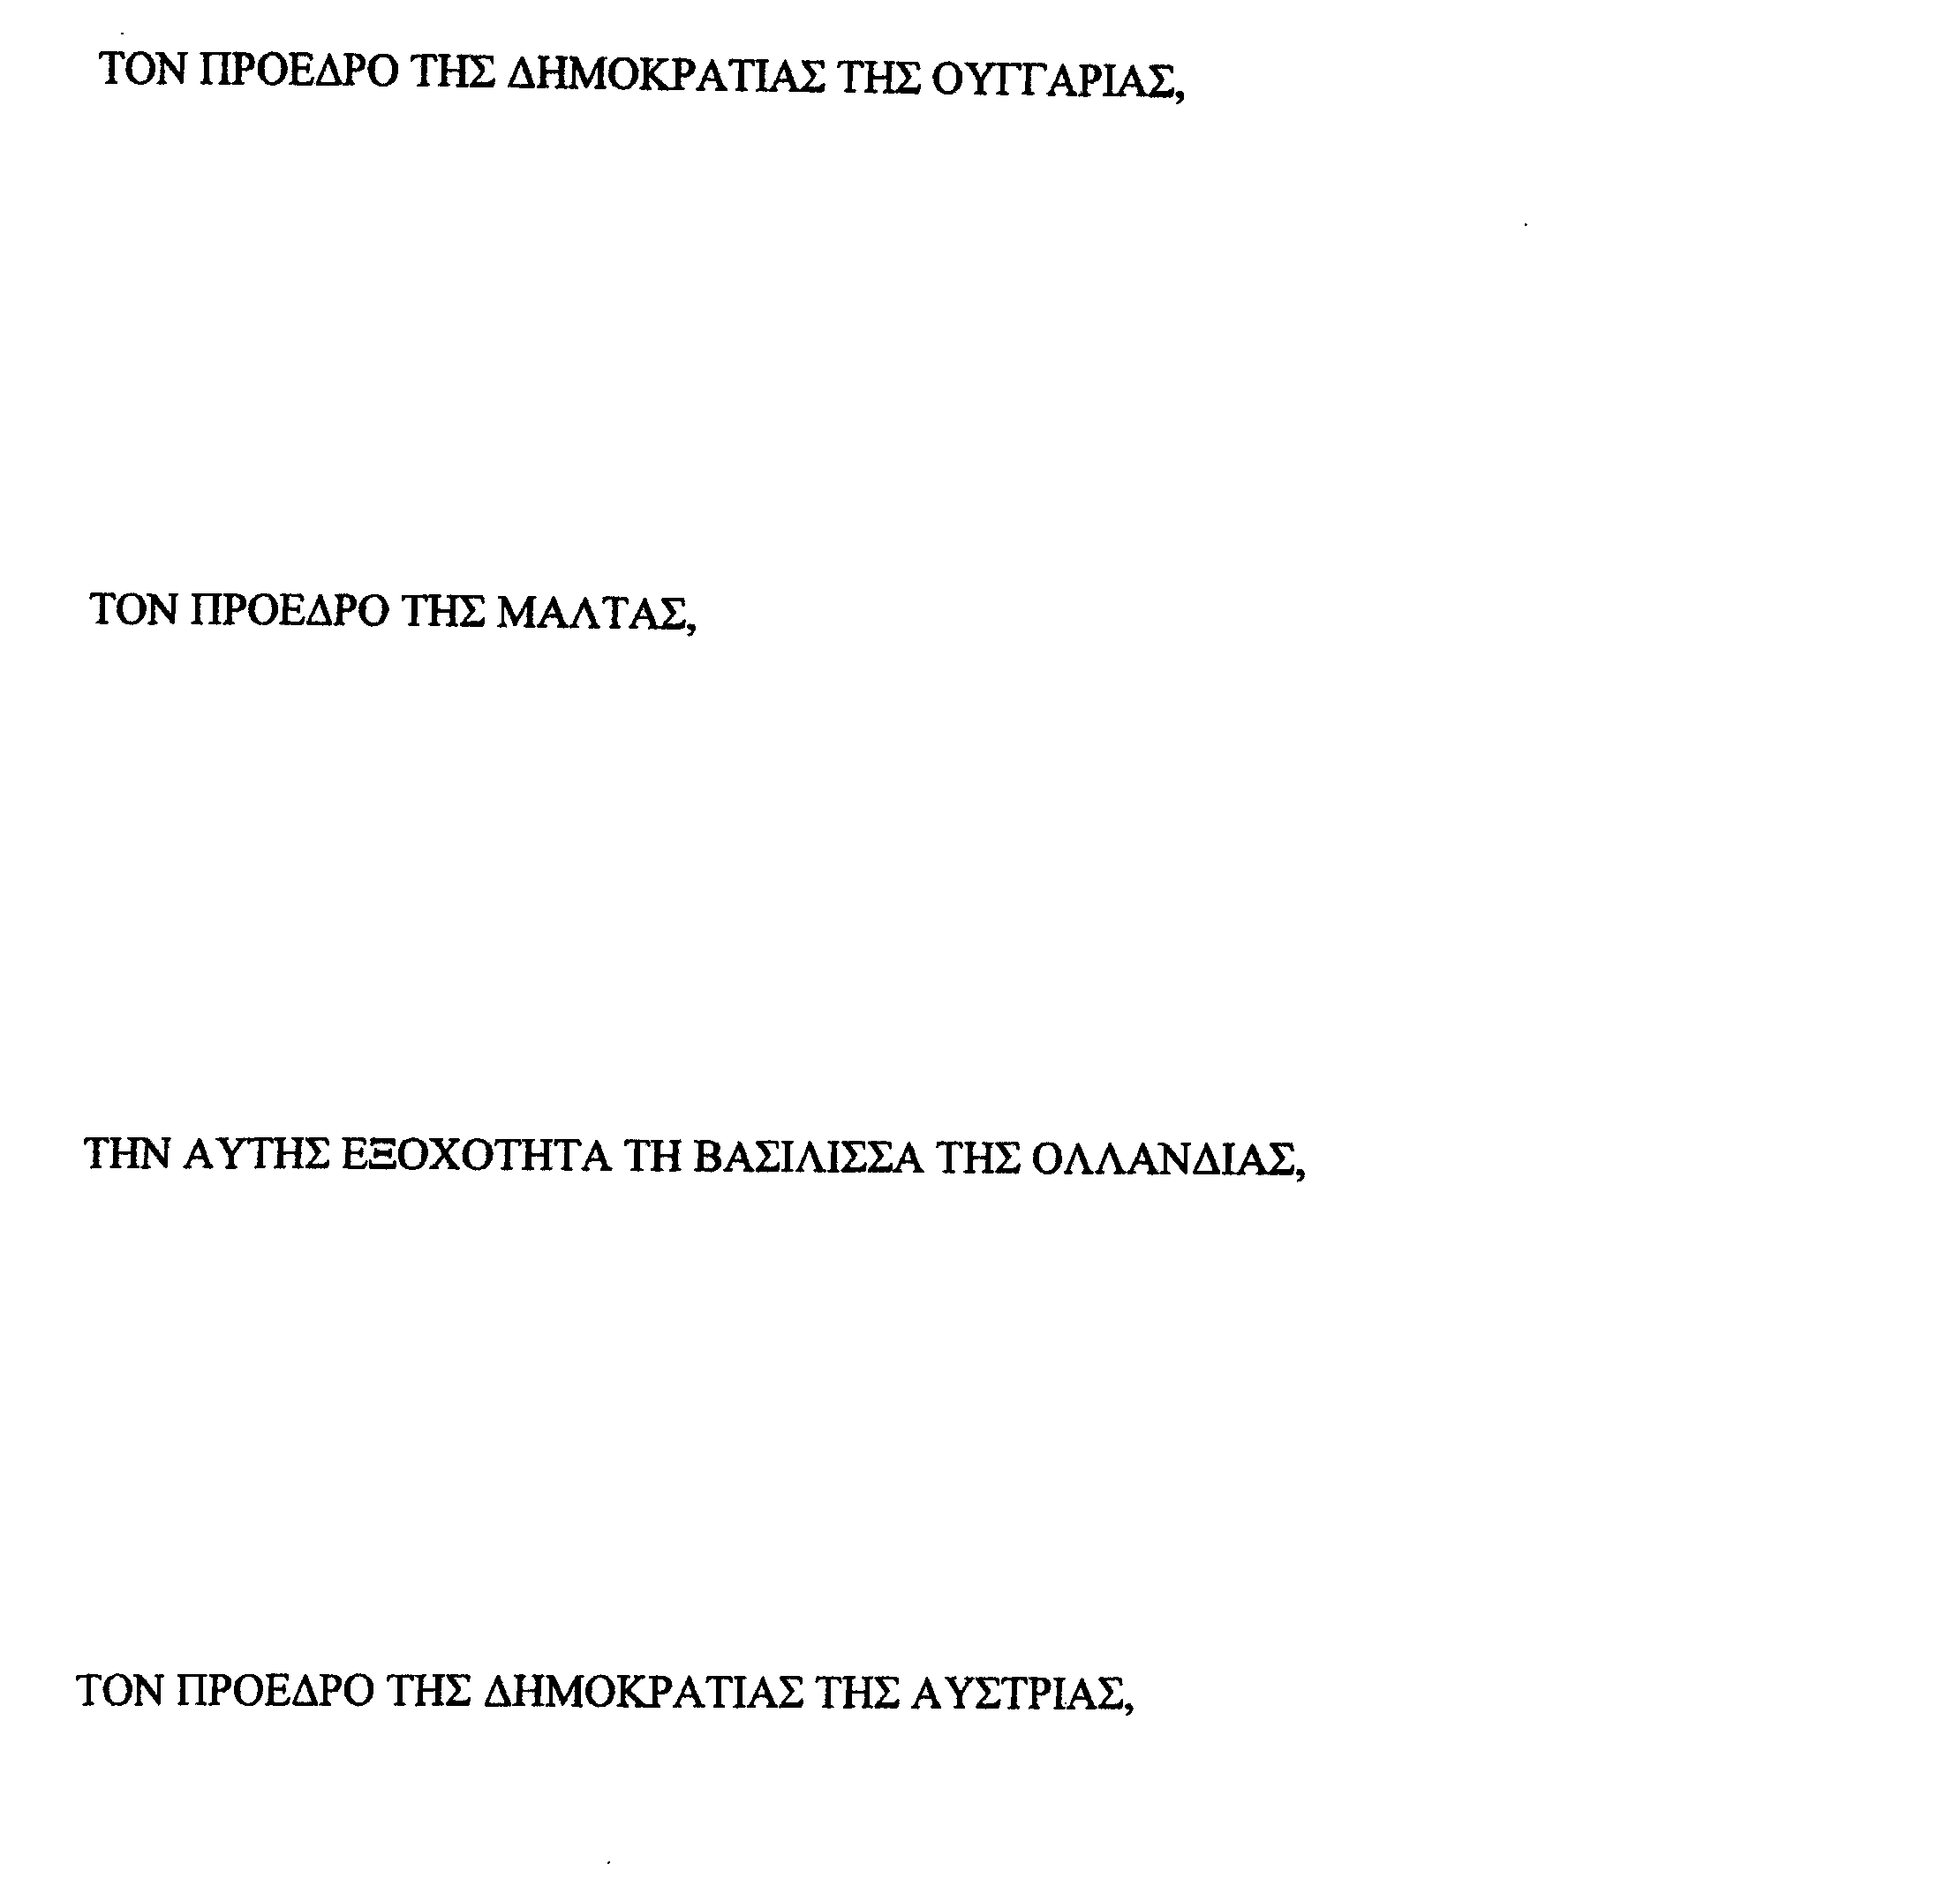 ΤΟΝ ΠΡΟΕΔΡΟ ΤΗΣ ΔΗΜΟΚΡΑΤΙΑΣ ΤΗΣ ΟΥΓΓΑΡΙΑΣ,
ΤΟΝ ΠΡΟΕΔΡΟ ΤΗΣ ΜΑΛΤΑΣ,
ΤΗΝ ΑΥΤΗΣ ΕΞΟΧΟΤΗΤΑ ΤΗ ΒΑΣΙΛΙΣΣΑ ΤΗΣ ΟΛΛΑΝΔΙΑΣ,
ΤΟΝ ΠΡΟΕΔΡΟ ΤΗΣ ΔΗΜΟΚΡΑΤΙΑΣ ΤΗΣ ΑΥΣΤΡΙΑΣ,